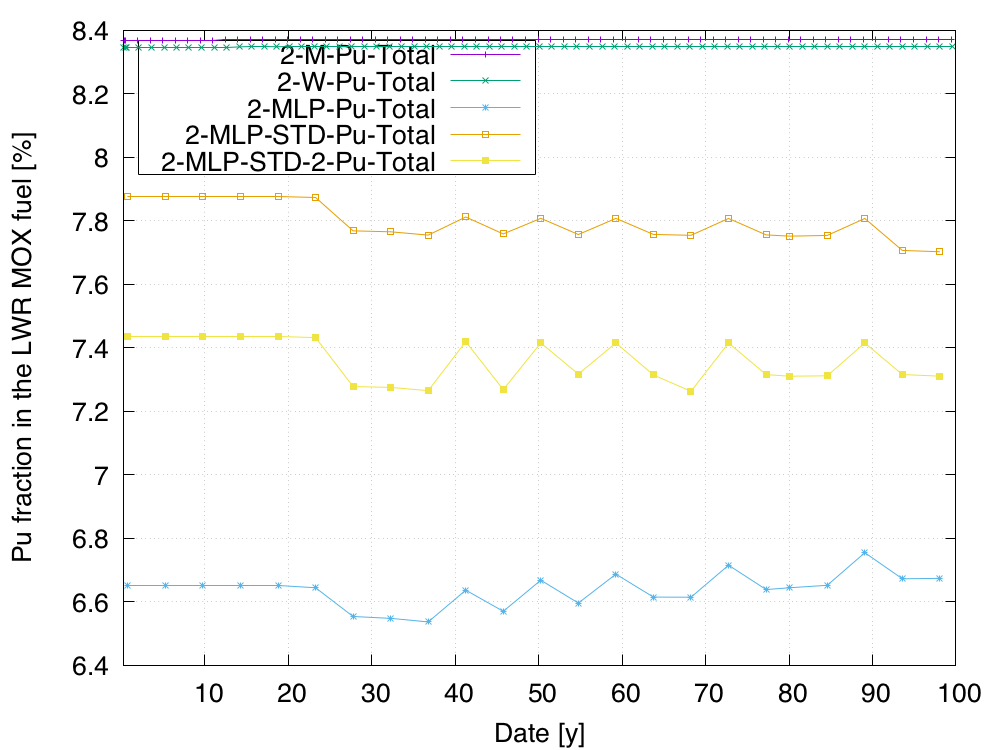 8.4
8.2
8
7.8
7.6
7.4
7.2
7
6.8
6.6
6.4
Pu fraction in the LWR MOX fuel [%]
2-M-Pu-Total
2-W-Pu-Total
2-MLP-Pu-Total
2-MLP-STD-Pu-Total
2-MLP-STD-2-Pu-Total
10 20 30 40 50 60 70 80 90 100
Date [y]